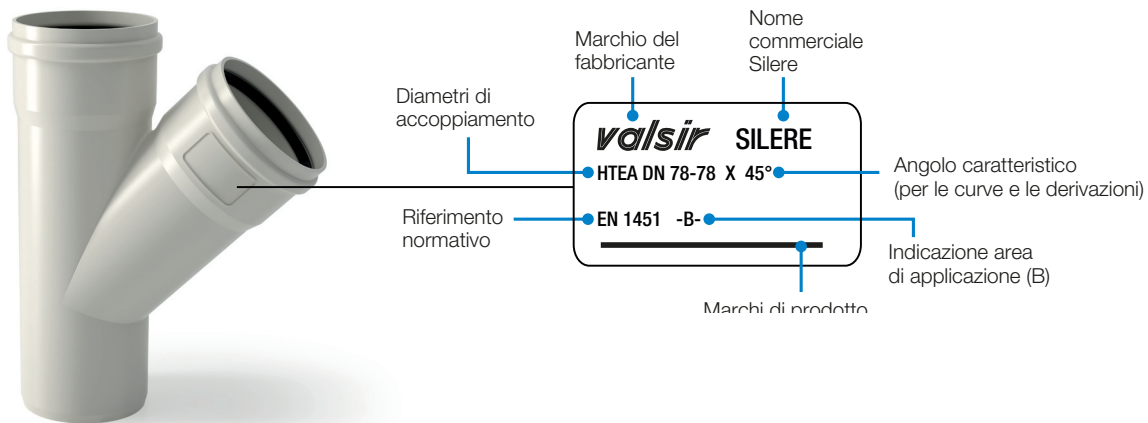 Marchio del
fabbricante
Nome
commerciale
Silere
Diametri di
accoppiamento
valsir SILERE
HTEA DN 78-78 X 45°
Angolo caratteristico
(per le curve e le derivazioni)
Riferimento
normativo
EN 1451 -B-
Indicazione area
di applicazione (B)
Marchi di prodotto